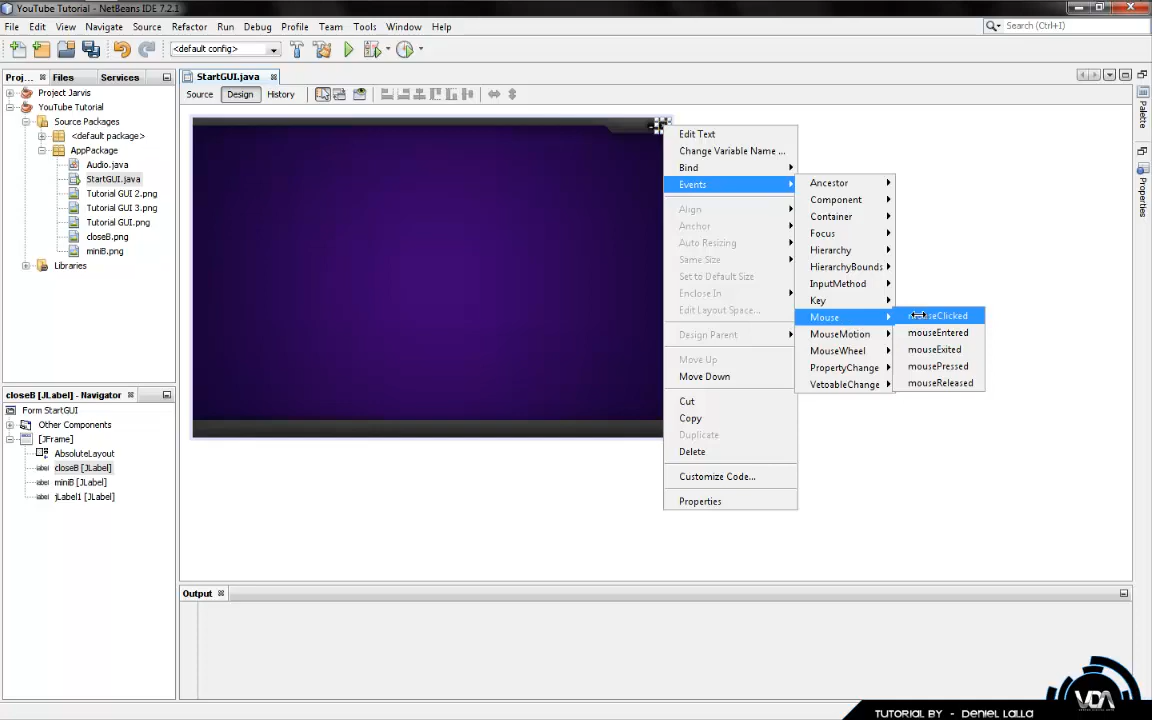 YouTube Tutorial - NetBeans IDE 7.2.1
File Edit View Navigate Source Refactor Run Debug Profile Team Tools Window Help
Search (Ctrl+I)
<default config>
Proj... Files Services
Project Jarvis
YouTube Tutorial
Source Packages
<default package>
AppPackage
Audio.java
StartGUI.java
Tutorial GUI 2.png
Tutorial GUI 3.png
Tutorial GUI.png
closeB.png
miniB.png
Libraries
closeB [JLabel] - Navigator
Form StartGUI
Other Components
[JFrame]
AbsoluteLayout
closeB [JLabel]
miniB [JLabel]
jLabel1 [JLabel]
StartGUI.java
Source Design History
Edit Text
Change Variable Name ...
Bind
Events
Align
Anchor
Auto Resizing
Same Size
Set to Default Size
Enclose In
Edit Layout Space...
Design Parent
Move Up
Move Down
Cut
Copy
Duplicate
Delete
Customize Code...
Properties
Ancestor
Component
Container
Focus
Hierarchy
HierarchyBounds
InputMethod
Key
Mouse
MouseMotion
MouseWheel
PropertyChange
VetoableChange
mouseClicked
mouseEntered
mouseExited
mousePressed
mouseReleased
Palette
Properties
Output
VDA
TUTORIAL BY - DENIEL LALLA